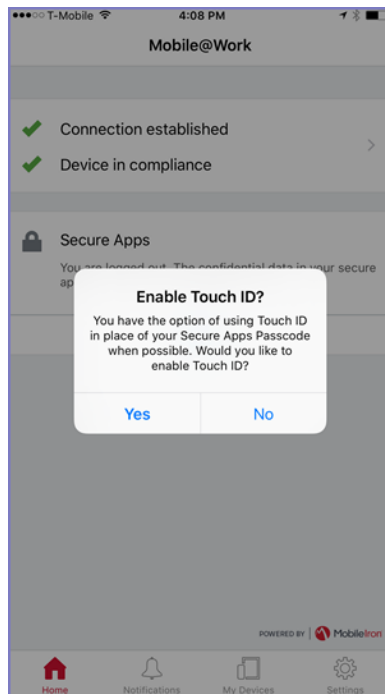 T-Mobile 4:08 PM
Mobile@Work
Connection established
Device in compliance
Secure Apps
You are logged out. The confidential data in your secure
ap
Enable Touch ID?
You have the option of using Touch ID
in place of your Secure Apps Passcode
when possible. Would you like to
enable Touch ID?
Yes No
POWERED BY MobileIron
Home Notifications My Devices Settings